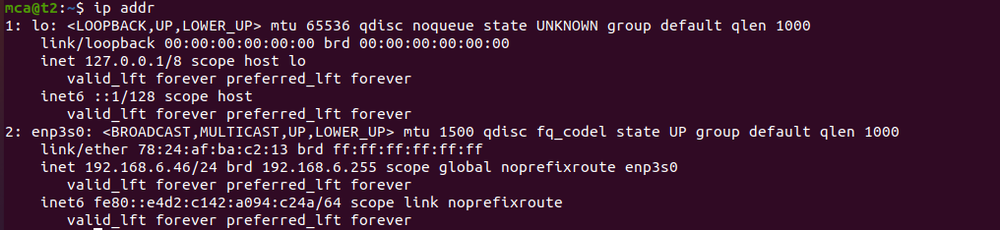 mca@t2:~$ ip addr
1: lo: <LOOPBACK,UP,LOWER_UP> mtu 65536 qdisc noqueue state UNKNOWN group default qlen 1000
    link/loopback 00:00:00:00:00:00 brd 00:00:00:00:00:00
    inet 127.0.0.1/8 scope host lo
       valid_lft forever preferred_lft forever
    inet6 ::1/128 scope host
       valid_lft forever preferred_lft forever
2: enp3s0: <BROADCAST,MULTICAST,UP,LOWER_UP> mtu 1500 qdisc fq_codel state UP group default qlen 1000
    link/ether 78:24:af:ba:c2:13 brd ff:ff:ff:ff:ff:ff
    inet 192.168.6.46/24 brd 192.168.6.255 scope global noprefixroute enp3s0
       valid_lft forever preferred_lft forever
    inet6 fe80::e4d2:c142:a094:c24a/64 scope link noprefixroute
       valid_lft forever preferred_lft forever